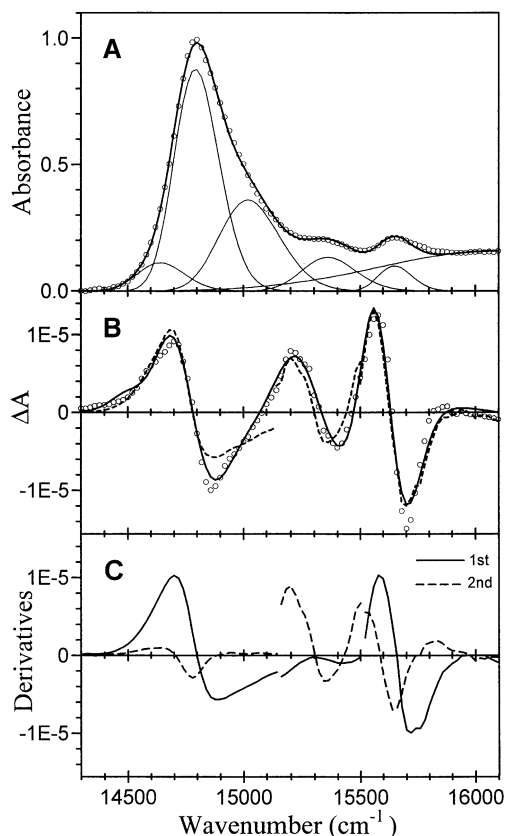 A
1.0
0.5
0.0
Absorbance
B
1E-5
0
-1E-5
ΔA
C
1st
2nd
1E-5
0
-1E-5
Derivatives
14500 15000 15500 16000
Wavenumber (cm⁻¹)